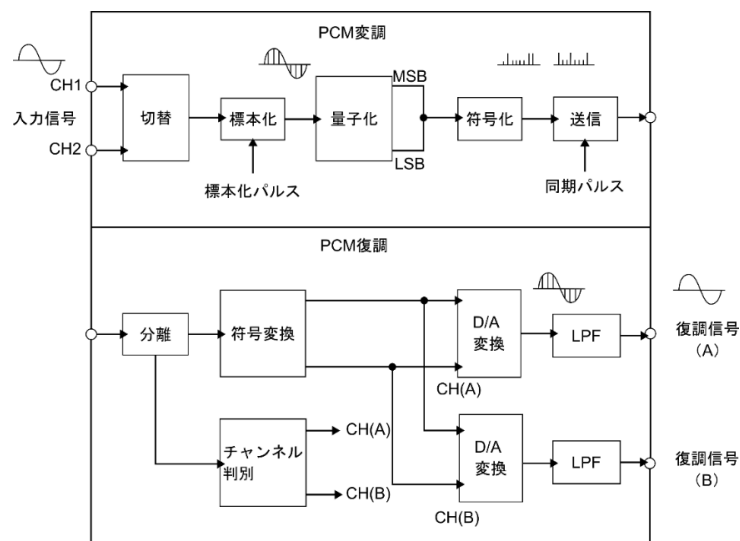 PCM変調
CH1
入力信号
CH2
切替
標本化
標本化パルス
量子化
MSB
LSB
符号化
送信
同期パルス
PCM復調
分離
符号変換
チャンネル
判別
CH(A)
CH(B)
D/A
変換
CH(A)
LPF
復調信号
(A)
D/A
変換
CH(B)
LPF
復調信号
(B)